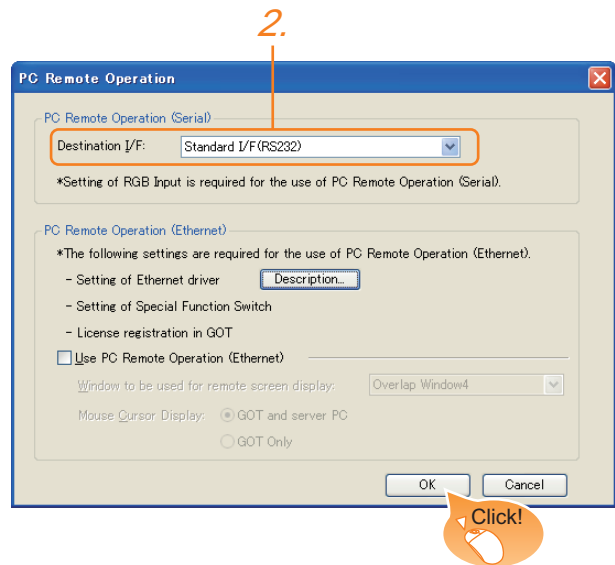 2.
PC Remote Operation
PC Remote Operation (Serial)
Destination I/F: Standard I/F(RS232)
*Setting of RGB Input is required for the use of PC Remote Operation (Serial).
PC Remote Operation (Ethernet)
*The following settings are required for the use of PC Remote Operation (Ethernet).
- Setting of Ethernet driver Description...
- Setting of Special Function Switch
- License registration in GOT
Use PC Remote Operation (Ethernet)
Window to be used for remote screen display: Overlap Window4
Mouse Cursor Display: GOT and server PC
GOT Only
OK Cancel
Click!